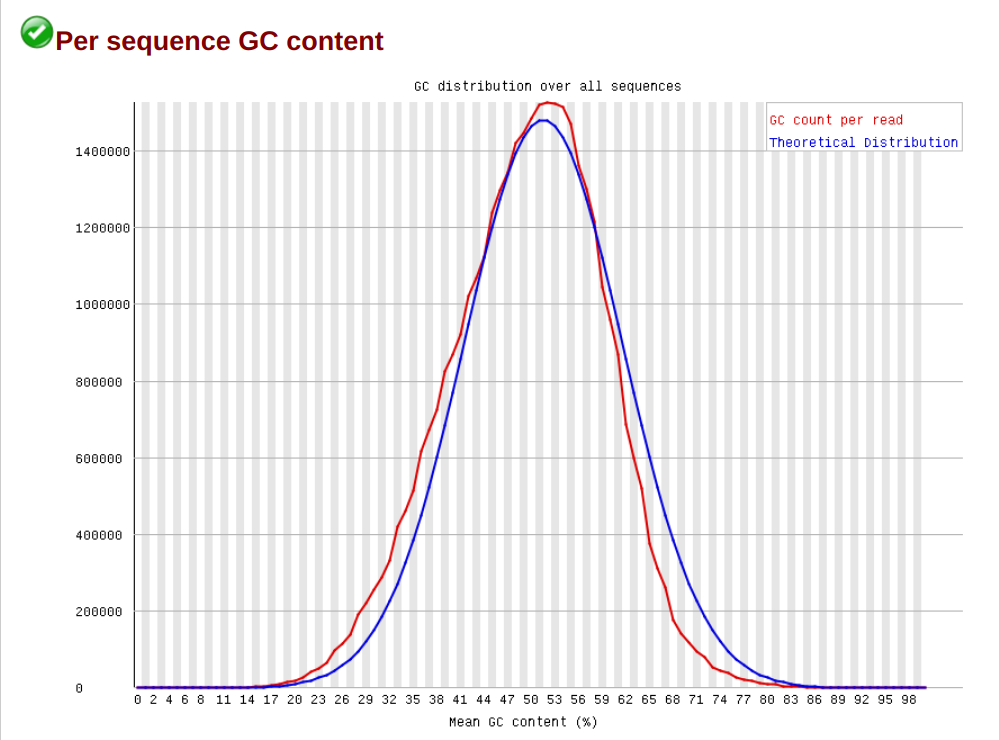 Per sequence GC content
GC distribution over all sequences
GC count per read
Theoretical Distribution
1400000
1200000
1000000
800000
600000
400000
200000
0
0 2 4 6 8 11 14 17 20 23 26 29 32 35 38 41 44 47 50 53 56 59 62 65 68 71 74 77 80 83 86 89 92 95 98
Mean GC content (%)